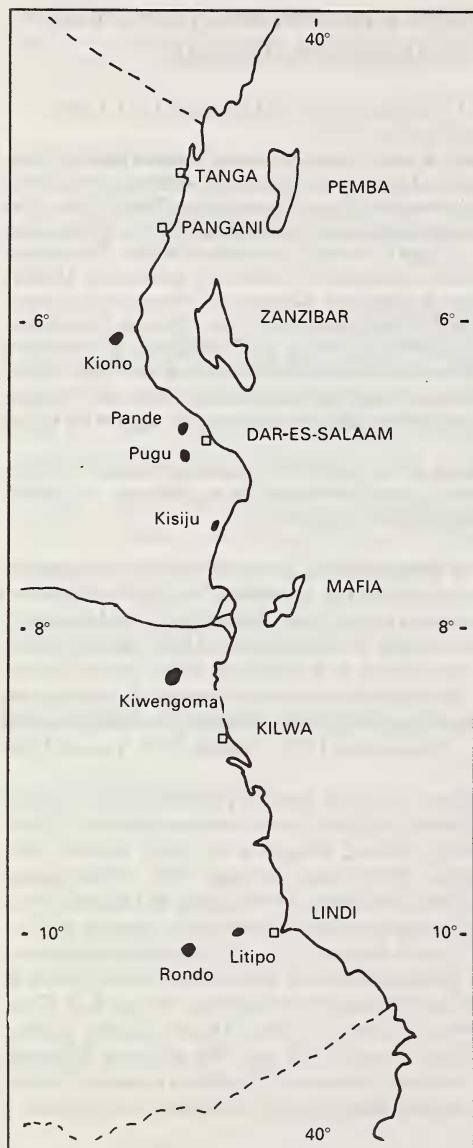 40°
TANGA
PEMBA
PANGANI
6°
ZANZIBAR
6°
Kiono
Pande
DAR-ES-SALAAM
Pugu
Kisiju
MAFIA
8°
8°
Kiwengoma
KILWA
LINDI
10°
10°
Litipo
Rondo
40°